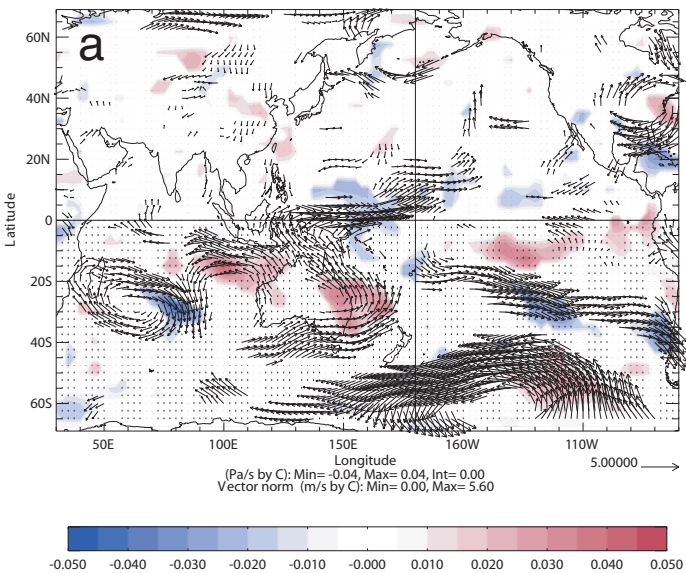 a
60N
40N
20N
0
20S
40S
60S
Latitude
50E 100E 150E 160W 110W
Longitude
5.00000
(Pa/s by C): Min= -0.04, Max= 0.04, Int= 0.00
Vector norm (m/s by C): Min= 0.00, Max= 5.60
-0.050 -0.040 -0.030 -0.020 -0.010 -0.000 0.010 0.020 0.030 0.040 0.050